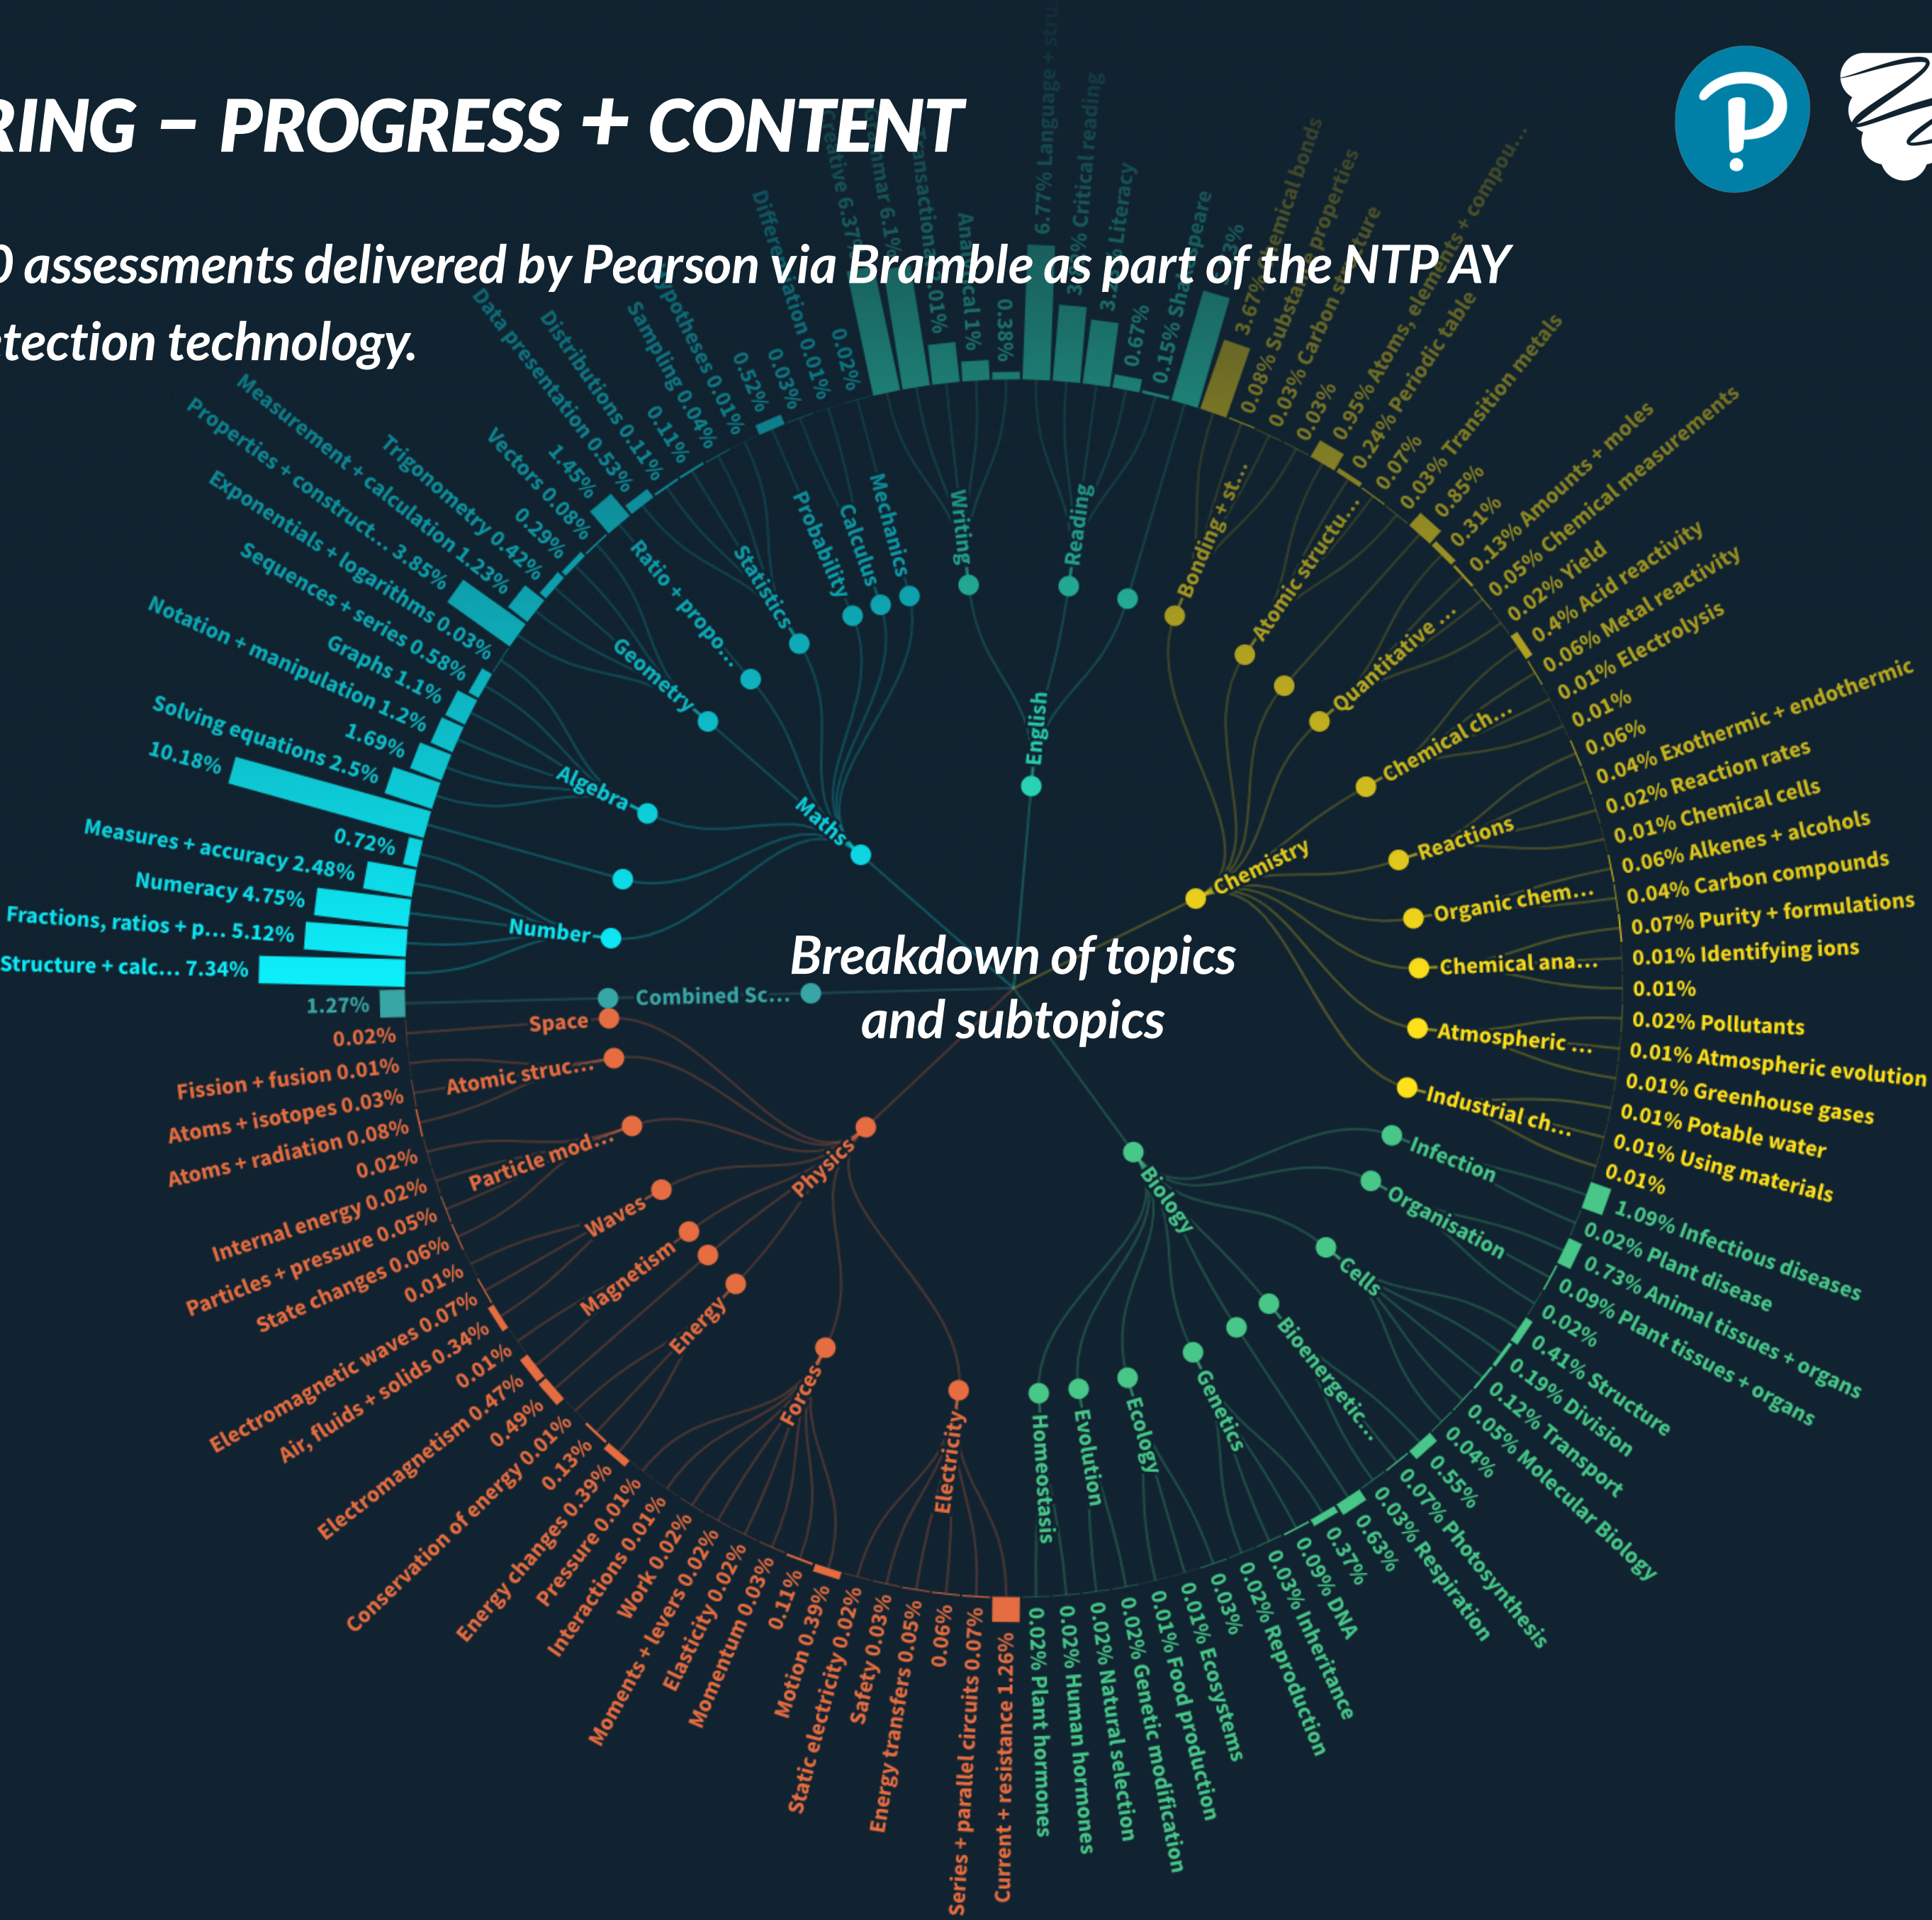 RING – PROGRESS + CONTENT
0 assessments delivered by Pearson via Bramble as part of the NTP AY
etection technology.
Breakdown of topics
and subtopics
English
Writing
6.37%
6.1%
1%
0.38%
Reading
6.77% Language + stru...
Critical reading
Literacy
0.67%
0.15% Shakespeare
Chemistry
Bonding + st...
3.67% Chemical bonds
0.08% Substance properties
0.03% Carbon structure
0.03%
Atomic structu...
0.95% Atoms, elements + compou...
0.24% Periodic table
0.07%
0.03% Transition metals
0.85%
Quantitative ...
0.31%
0.13% Amounts + moles
0.05% Chemical measurements
0.02% Yield
Chemical ch...
0.4% Acid reactivity
0.06% Metal reactivity
0.01% Electrolysis
0.01%
Reactions
0.06%
0.04% Exothermic + endothermic
0.02% Reaction rates
0.01% Chemical cells
Organic chem...
0.06% Alkenes + alcohols
0.04% Carbon compounds
Chemical ana...
0.07% Purity + formulations
0.01% Identifying ions
0.01%
Atmospheric ...
0.02% Pollutants
0.01% Atmospheric evolution
0.01% Greenhouse gases
Industrial ch...
0.01% Potable water
0.01% Using materials
0.01%
Biology
Infection
1.09% Infectious diseases
0.02% Plant disease
Organisation
0.73% Animal tissues + organs
0.09% Plant tissues + organs
0.02%
Cells
0.41% Structure
0.19% Division
0.12% Transport
0.05% Molecular Biology
0.04%
Bioenergetic...
0.55%
0.07% Photosynthesis
0.03% Respiration
0.63%
Genetics
0.37%
0.09% DNA
0.03% Inheritance
0.02% Reproduction
Ecology
0.03%
0.01% Ecosystems
0.01% Food production
Evolution
0.02% Genetic modification
0.02% Natural selection
Homeostasis
0.02% Human hormones
0.02% Plant hormones
Physics
Electricity
Current + resistance 1.26%
Series + parallel circuits 0.07%
0.06%
Energy transfers 0.05%
Safety 0.03%
Static electricity 0.02%
Forces
Motion 0.39%
0.11%
Momentum 0.03%
Elasticity 0.02%
Moments + levers 0.02%
Work 0.02%
Interactions 0.01%
Pressure 0.01%
Energy
Energy changes 0.39%
0.13%
Conservation of energy 0.01%
0.49%
Magnetism
Electromagnetism 0.47%
0.01%
Waves
Air, fluids + solids 0.34%
Electromagnetic waves 0.07%
0.01%
Particle mod...
State changes 0.06%
Particles + pressure 0.05%
Internal energy 0.02%
0.02%
Atomic struc...
Atoms + radiation 0.08%
Atoms + isotopes 0.03%
Fission + fusion 0.01%
Space
0.02%
Combined Sc...
1.27%
Maths
Number
Structure + calc... 7.34%
Fractions, ratios + p... 5.12%
Numeracy 4.75%
Measures + accuracy 2.48%
0.72%
10.18%
Algebra
Solving equations 2.5%
1.69%
Notation + manipulation 1.2%
Graphs 1.1%
Sequences + series 0.58%
Exponentials + logarithms 0.03%
Geometry
Properties + construct... 3.85%
Measurement + calculation 1.23%
Trigonometry 0.42%
0.29%
Vectors 0.08%
Ratio + propo...
1.45%
Statistics
Data presentation 0.53%
Distributions 0.11%
0.11%
Sampling 0.04%
Hypotheses 0.01%
Probability
0.52%
Calculus
0.03%
Differentiation 0.01%
Mechanics
0.02%